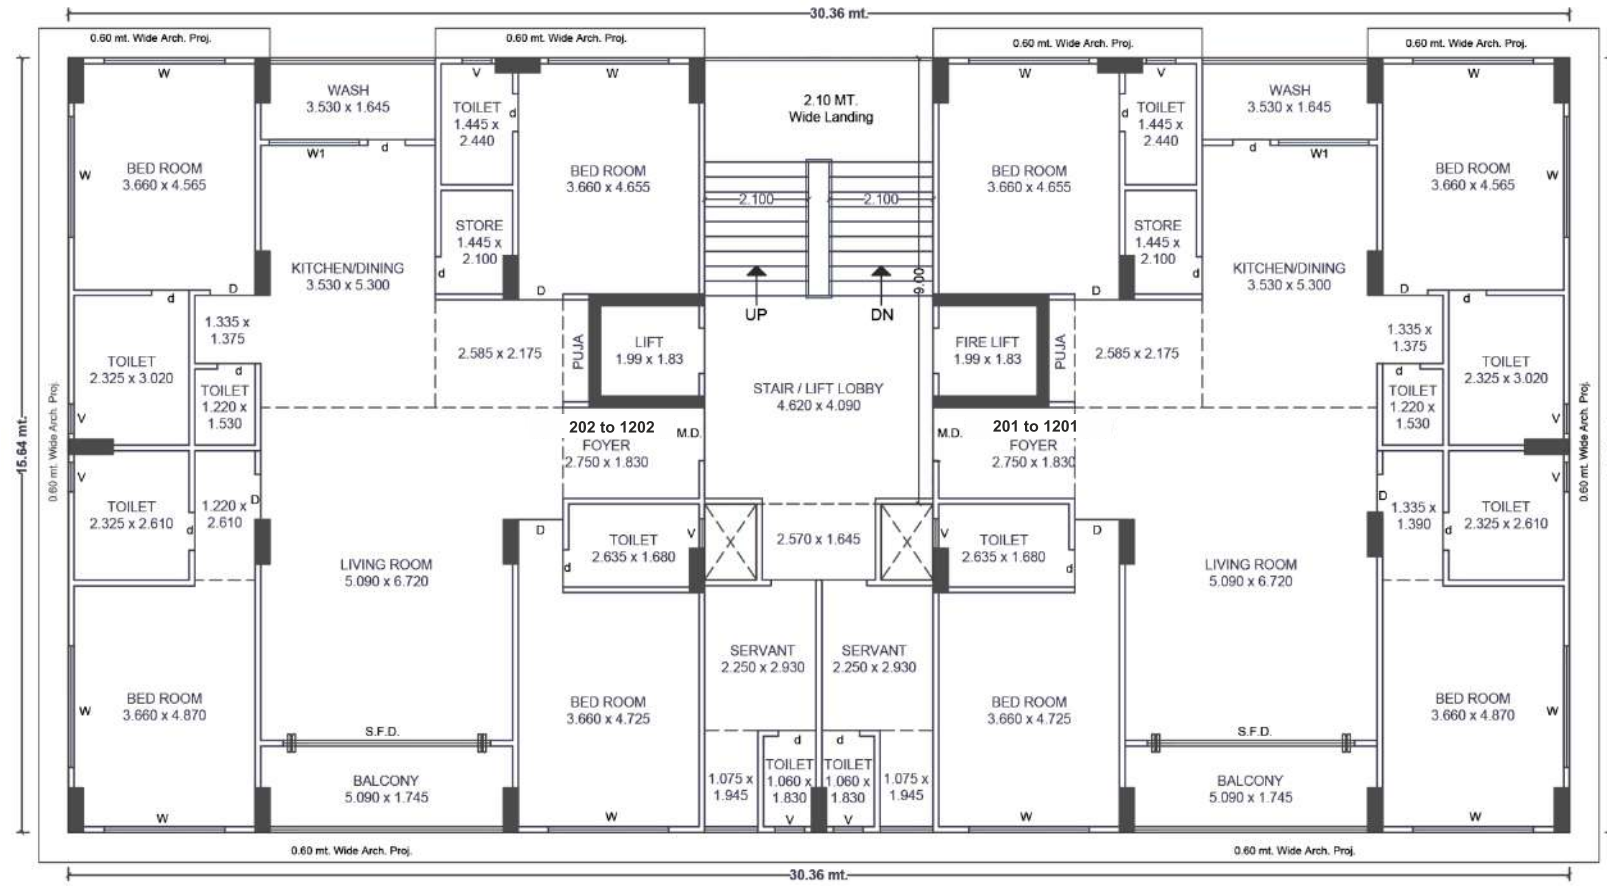 30.36 mt.
0.60 mt. Wide Arch. Proj.
0.60 mt. Wide Arch. Proj.
0.60 mt. Wide Arch. Proj.
0.60 mt. Wide Arch. Proj.
W
V
W
W
V
W
WASH
3.530 x 1.645
TOILET
1.445 x
2.440
d
2.10 MT.
Wide Landing
d
TOILET
1.445 x
2.440
WASH
3.530 x 1.645
W1
d
d
W1
W
BED ROOM
3.660 x 4.565
BED ROOM
3.660 x 4.655
BED ROOM
3.660 x 4.655
BED ROOM
3.660 x 4.565
W
2.100
2.100
STORE
1.445 x
2.100
d
STORE
1.445 x
2.100
d
KITCHEN/DINING
3.530 x 5.300
KITCHEN/DINING
3.530 x 5.300
9.00
D
d
D
UP
DN
D
D
d
1.335 x
1.375
2.585 x 2.175
PUJA
LIFT
1.99 x 1.83
FIRE LIFT
1.99 x 1.83
PUJA
2.585 x 2.175
1.335 x
1.375
TOILET
2.325 x 3.020
d
TOILET
1.220 x
1.530
STAIR / LIFT LOBBY
4.620 x 4.090
d
TOILET
1.220 x
1.530
TOILET
2.325 x 3.020
V
V
202 to 1202
FOYER
2.750 x 1.830
M.D.
M.D.
201 to 1201
FOYER
2.750 x 1.830
15.64 mt.
0.60 mt. Wide Arch. Proj.
0.60 mt. Wide Arch. Proj.
V
V
TOILET
2.325 x 2.610
d
1.220 x
2.610
D
D
1.335 x
1.390
d
TOILET
2.325 x 2.610
D
TOILET
2.635 x 1.680
V
d
X
2.570 x 1.645
X
V
TOILET
2.635 x 1.680
d
D
LIVING ROOM
5.090 x 6.720
LIVING ROOM
5.090 x 6.720
SERVANT
2.250 x 2.930
SERVANT
2.250 x 2.930
W
BED ROOM
3.660 x 4.870
BED ROOM
3.660 x 4.725
BED ROOM
3.660 x 4.725
BED ROOM
3.660 x 4.870
W
S.F.D.
S.F.D.
BALCONY
5.090 x 1.745
1.075 x
1.945
d
TOILET
1.060 x
1.830
V
d
TOILET
1.060 x
1.830
V
1.075 x
1.945
BALCONY
5.090 x 1.745
W
W
W
W
0.60 mt. Wide Arch. Proj.
0.60 mt. Wide Arch. Proj.
30.36 mt.